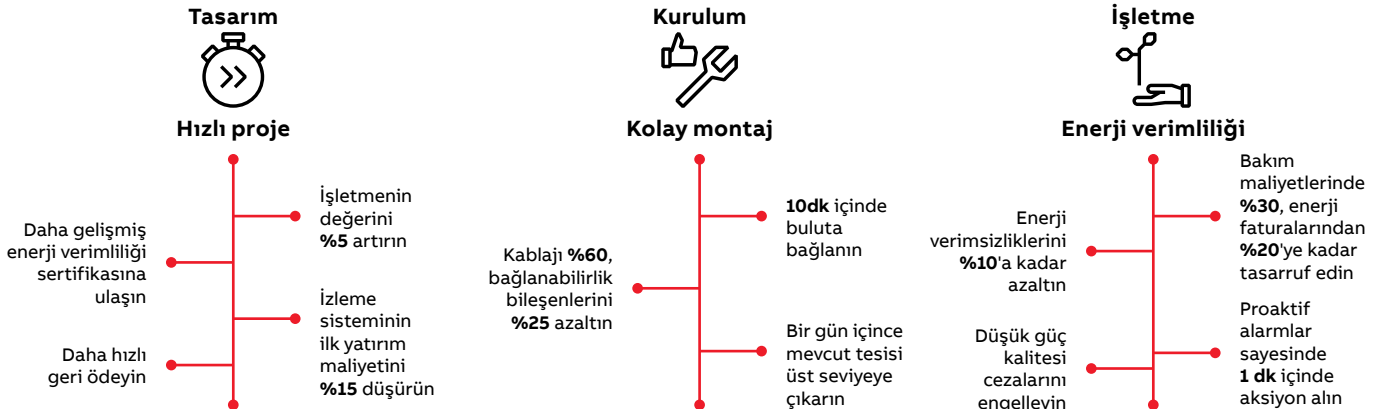 Tasarım
Hızlı proje
İşletmenin
değerini
%5 artırın
Daha gelişmiş
enerji verimliliği
sertifikasına
ulaşın
İzleme
sisteminin
ilk yatırım
maliyetini
%15 düşürün
Daha hızlı
geri ödeyin
Kurulum
Kolay montaj
10dk içinde
buluta
bağlanın
Kablajı %60,
bağlanabilirlik
bileşenlerini
%25 azaltın
Bir gün içince
mevcut tesisi
üst seviyeye
çıkarın
İşletme
Enerji verimliliği
Bakım
maliyetlerinde
%30, enerji
faturalarından
%20'ye kadar
tasarruf edin
Enerji
verimsizliklerini
%10'a kadar
azaltın
Proaktif
alarmlar
sayesinde
1 dk içinde
aksiyon alın
Düşük güç
kalitesi
cezalarını
engelleyin